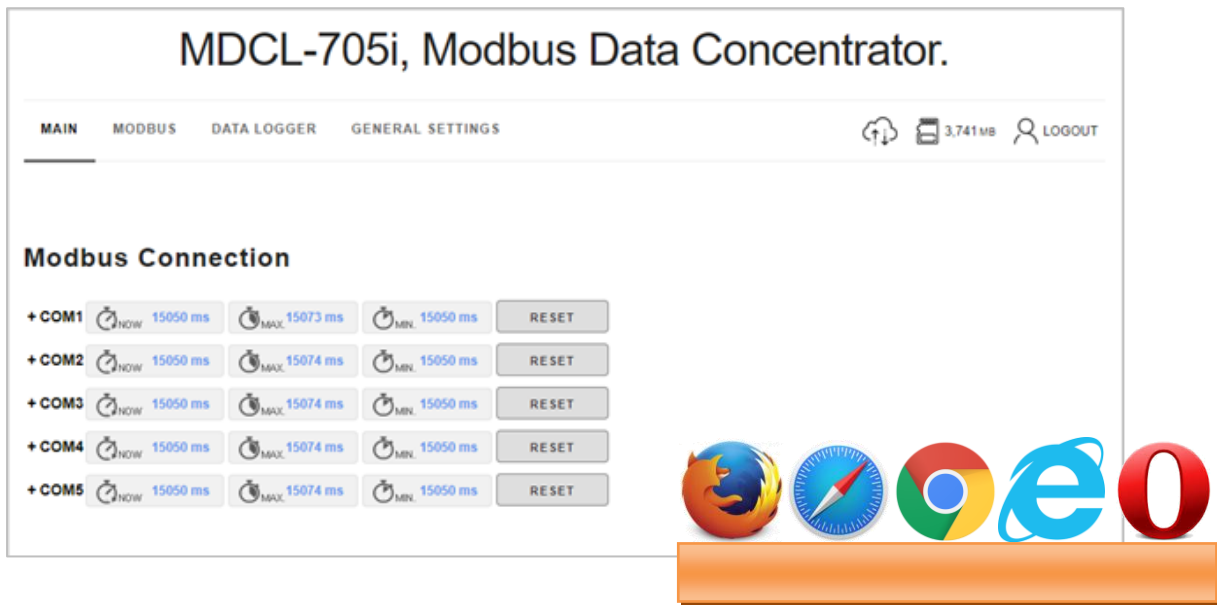 MDCL-705i, Modbus Data Concentrator.
MAIN MODBUS DATA LOGGER GENERAL SETTINGS 3,741 MB LOGOUT
Modbus Connection
+ COM1 NOW 15050 ms MAX. 15073 ms MIN. 15050 ms RESET
+ COM2 NOW 15050 ms MAX. 15074 ms MIN. 15050 ms RESET
+ COM3 NOW 15050 ms MAX. 15074 ms MIN. 15050 ms RESET
+ COM4 NOW 15050 ms MAX. 15074 ms MIN. 15050 ms RESET
+ COM5 NOW 15050 ms MAX. 15074 ms MIN. 15050 ms RESET